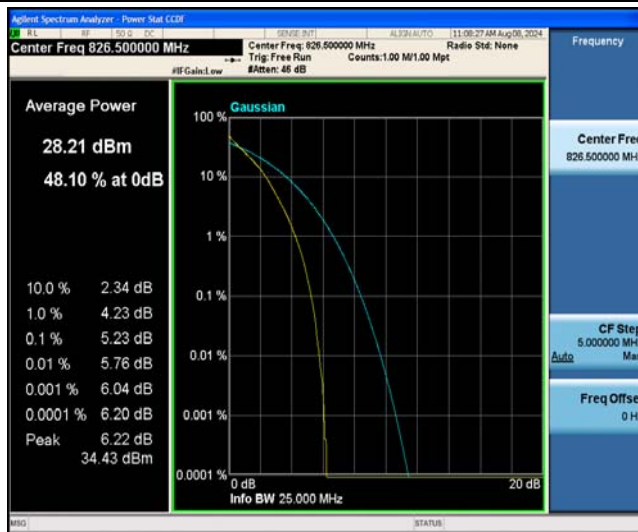 Agilent Spectrum Analyzer - Power Stat CCDF
RL RF 50 Ω DC SENSE:INT ALIGN AUTO 11:08:27 AM Aug 08, 2024
Center Freq 826.500000 MHz
Center Freq: 826.500000 MHz Radio Std: None
Trig: Free Run Counts:1.00 M/1.00 Mpt
#IFGain:Low #Atten: 46 dB
Frequency
Average Power
28.21 dBm
48.10 % at 0dB
10.0 % 2.34 dB
1.0 % 4.23 dB
0.1 % 5.23 dB
0.01 % 5.76 dB
0.001 % 6.04 dB
0.0001 % 6.20 dB
Peak 6.22 dB
34.43 dBm
Gaussian
100 %
10 %
1 %
0.1 %
0.01 %
0.001 %
0.0001 %
0 dB 20 dB
Info BW 25.000 MHz
Center Fre
826.500000 MH
CF Step
5.000000 MH
Auto Ma
Freq Offse
0 H
MSG STATUS